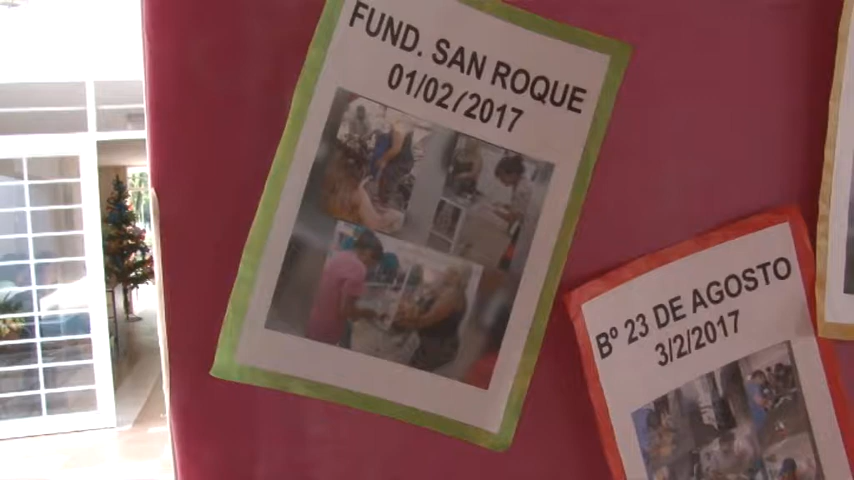 FUND. SAN ROQUE
01/02/2017
Bº 23 DE AGOSTO
3/2/2017